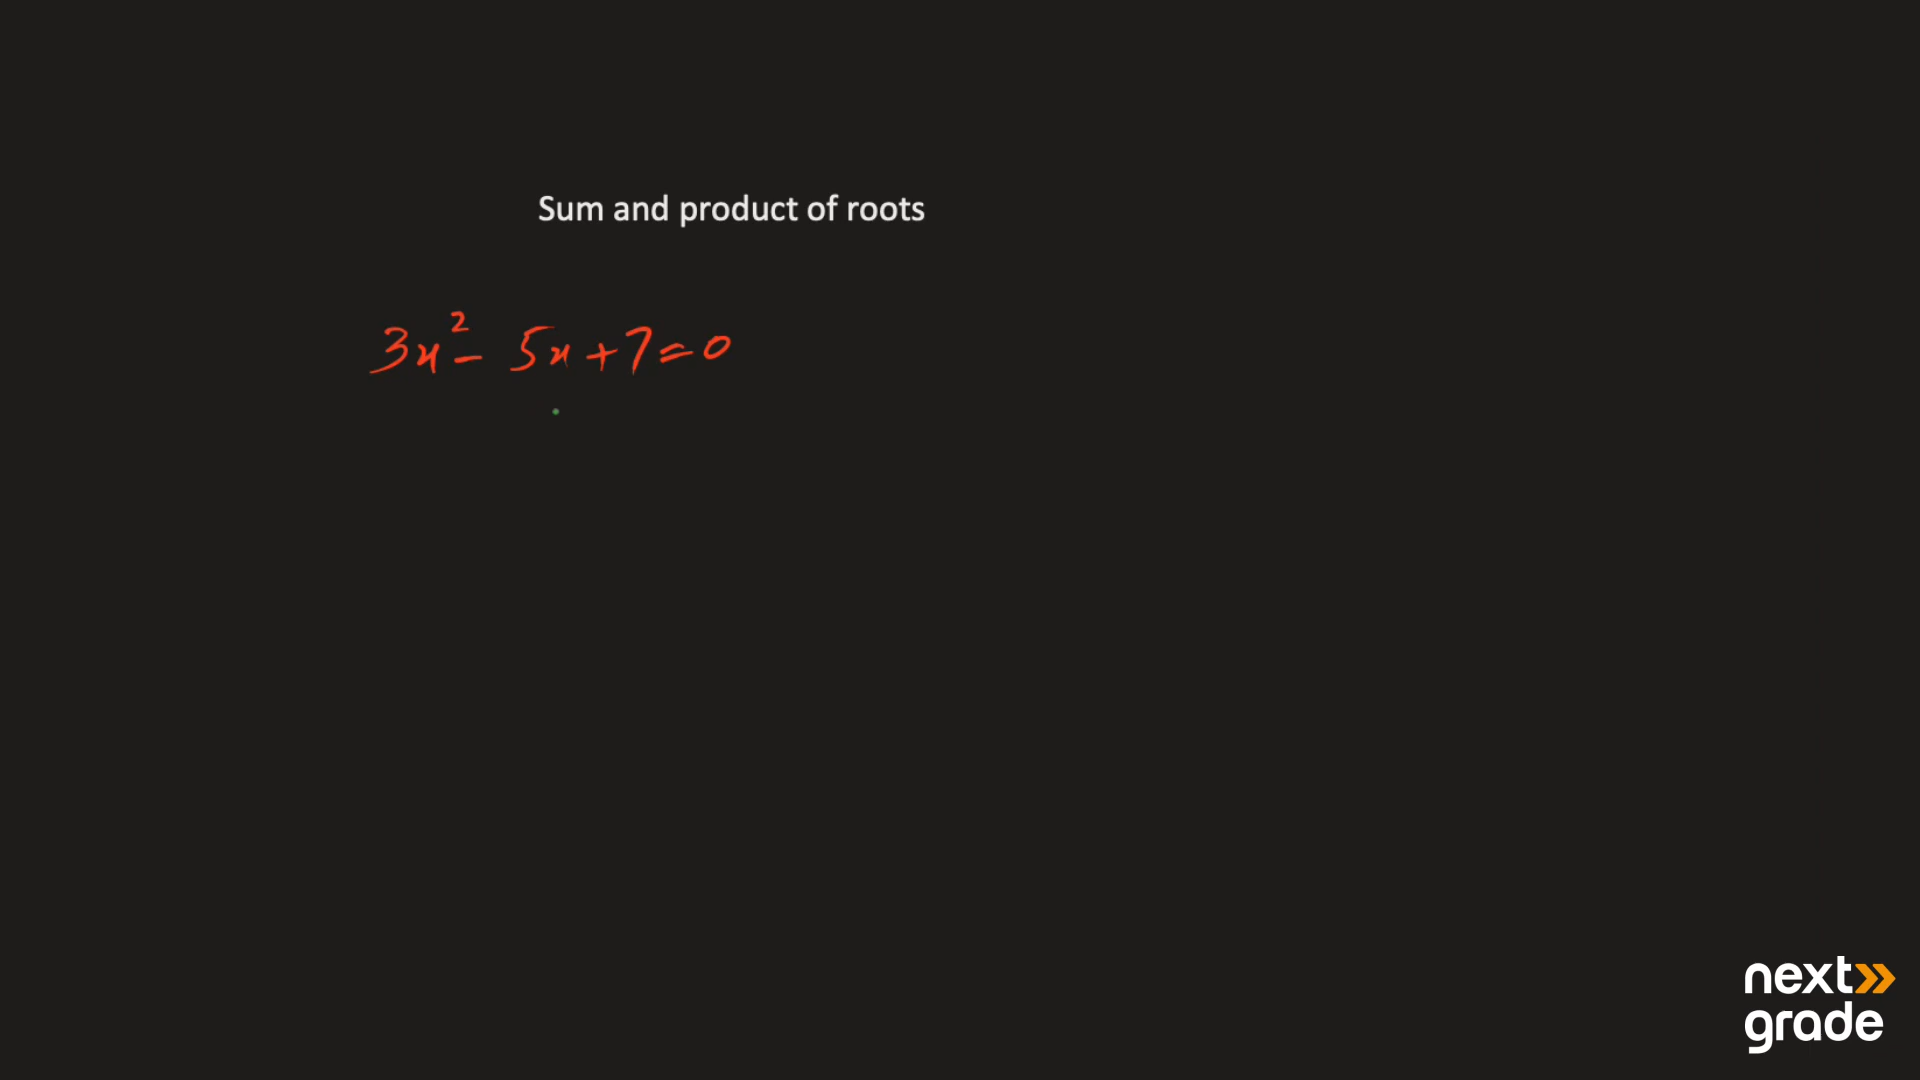 Sum and product of roots
3x² - 5x + 7 = 0
next
grade